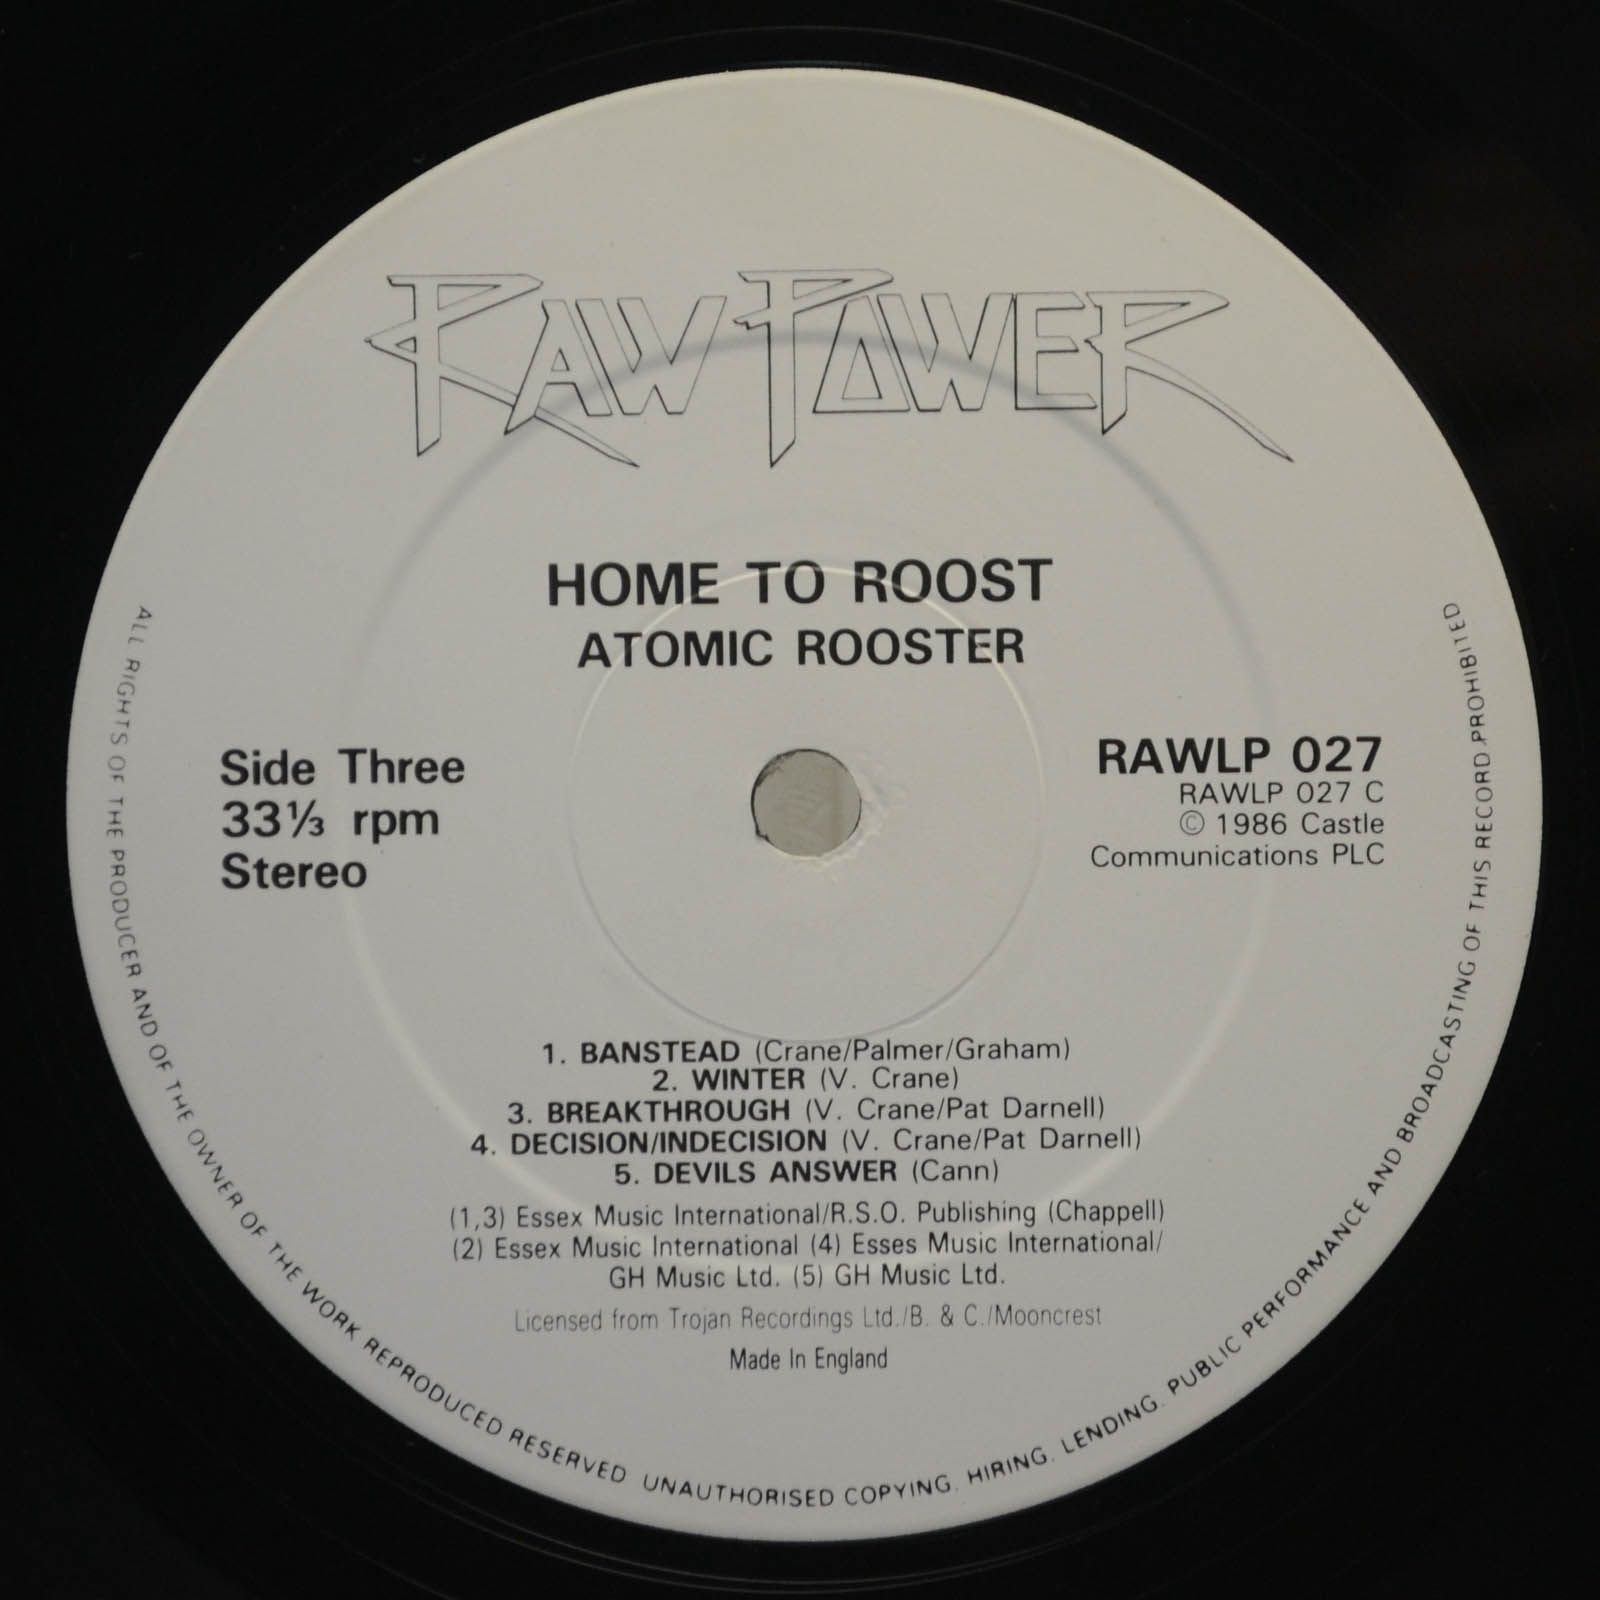 RAW POWER
HOME TO ROOST
ATOMIC ROOSTER
Side Three
33⅓ rpm
Stereo
RAWLP 027
RAWLP 027 C
© 1986 Castle
Communications PLC
1. BANSTEAD (Crane/Palmer/Graham)
2. WINTER (V. Crane)
3. BREAKTHROUGH (V. Crane/Pat Darnell)
4. DECISION/INDECISION (V. Crane/Pat Darnell)
5. DEVILS ANSWER (Cann)
(1,3) Essex Music International/R.S.O. Publishing (Chappell)
(2) Essex Music International (4) Esses Music International/
GH Music Ltd. (5) GH Music Ltd.
Licensed from Trojan Recordings Ltd./B. & C./Mooncrest
Made In England
ALL RIGHTS OF THE PRODUCER AND OF THE OWNER OF THE WORK REPRODUCED RESERVED UNAUTHORISED COPYING, HIRING, LENDING, PUBLIC PERFORMANCE AND BROADCASTING OF THIS RECORD PROHIBITED